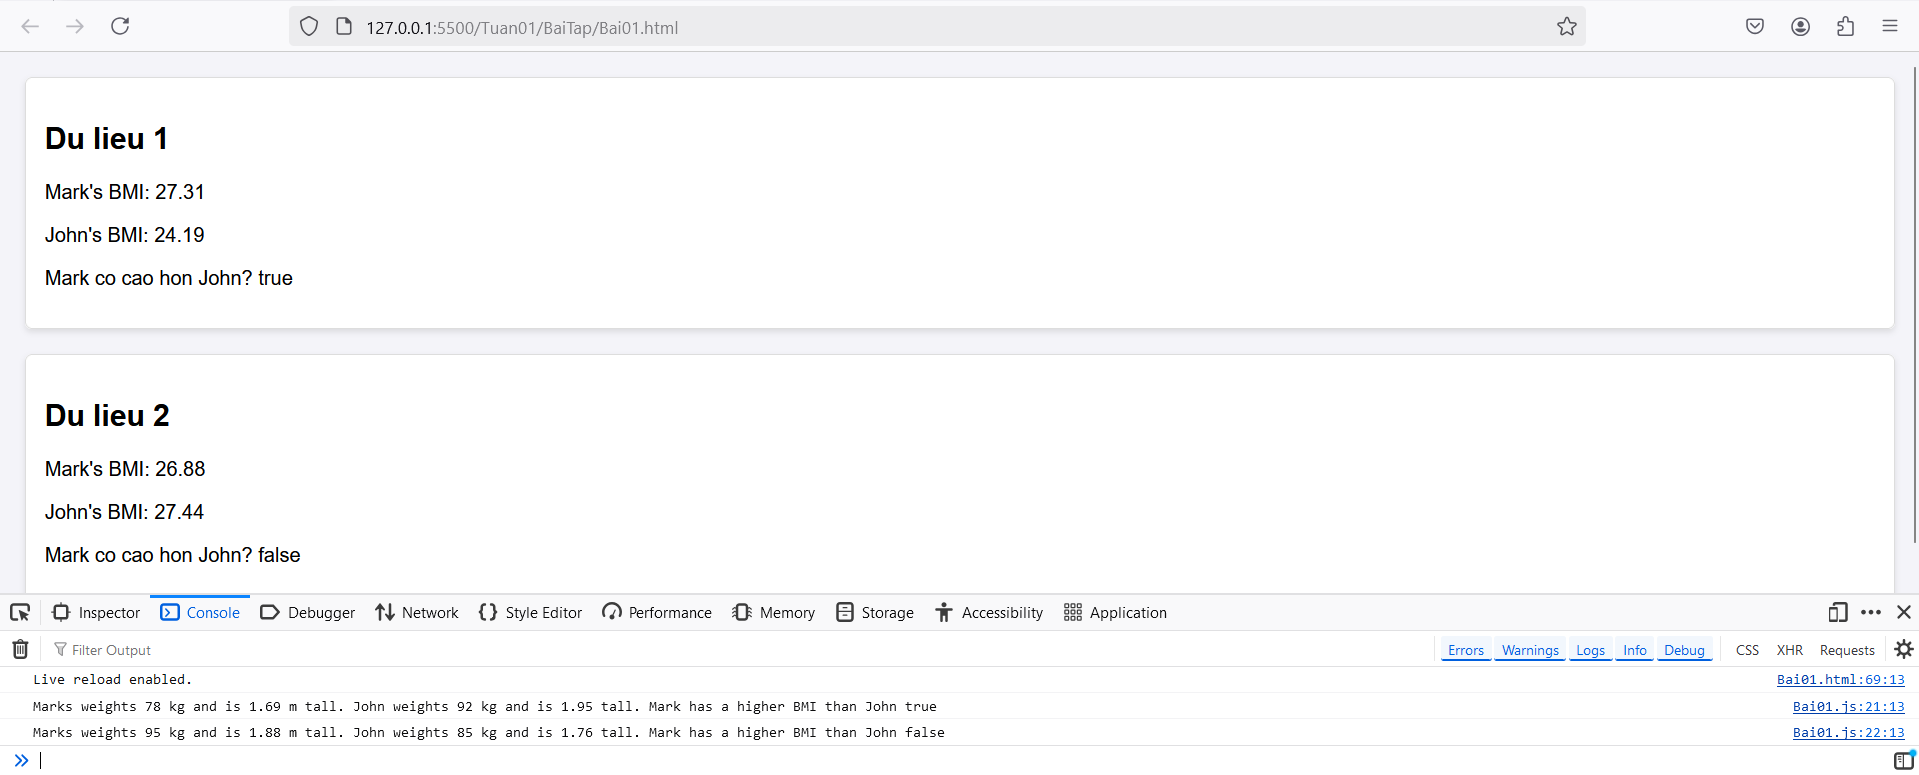 127.0.0.1:5500/Tuan01/BaiTap/Bai01.html
Du lieu 1
Mark's BMI: 27.31
John's BMI: 24.19
Mark co cao hon John? true
Du lieu 2
Mark's BMI: 26.88
John's BMI: 27.44
Mark co cao hon John? false
Inspector Console Debugger Network Style Editor Performance Memory Storage Accessibility Application
Filter Output Errors Warnings Logs Info Debug CSS XHR Requests
Live reload enabled. Bai01.html:69:13
Marks weights 78 kg and is 1.69 m tall. John weights 92 kg and is 1.95 tall. Mark has a higher BMI than John true Bai01.js:21:13
Marks weights 95 kg and is 1.88 m tall. John weights 85 kg and is 1.76 tall. Mark has a higher BMI than John false Bai01.js:22:13